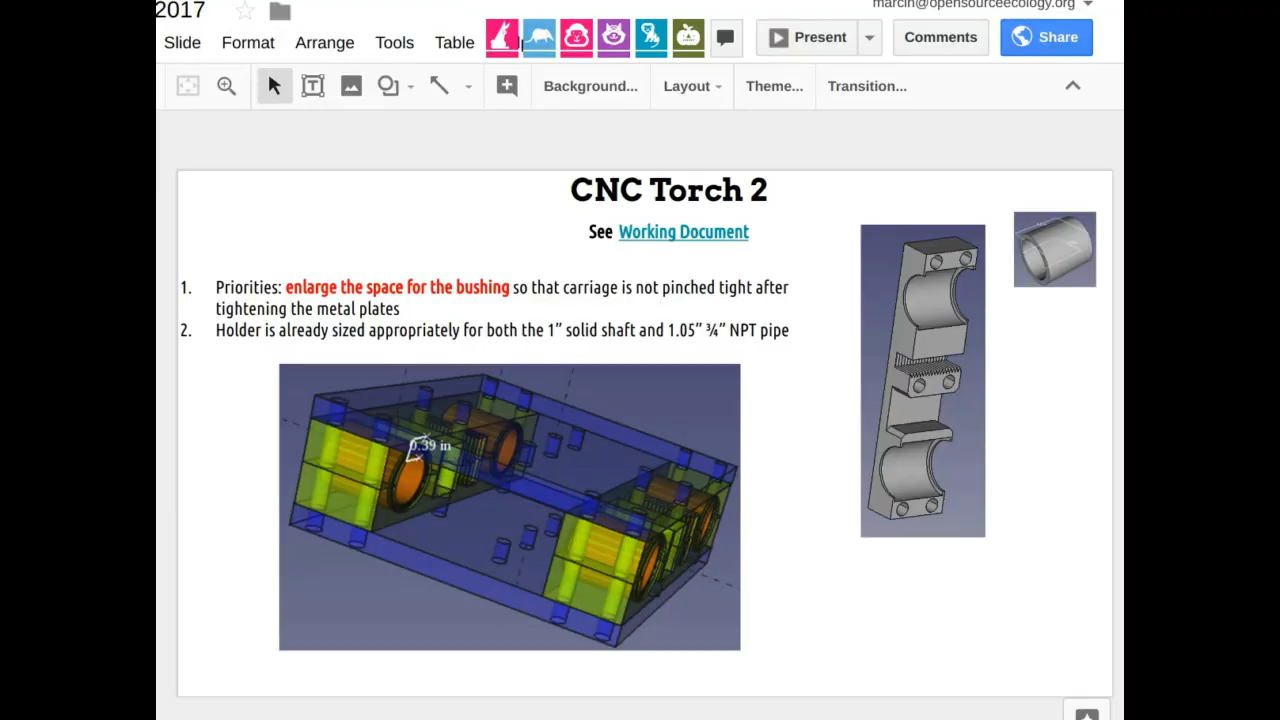 2017
marcin@opensourceecology.org
Slide Format Arrange Tools Table
Present Comments Share
Background... Layout Theme... Transition...
CNC Torch 2
See Working Document
1. Priorities: enlarge the space for the bushing so that carriage is not pinched tight after
tightening the metal plates
2. Holder is already sized appropriately for both the 1” solid shaft and 1.05” ¾” NPT pipe
0.39 in